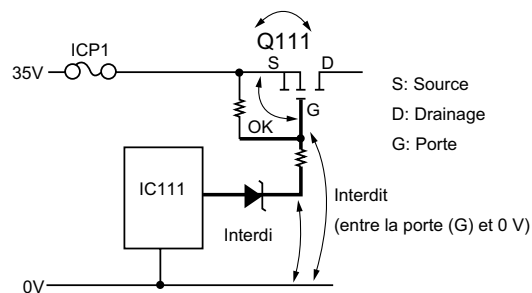 Q111
ICP1
35V
S
D
G
OK
S: Source
D: Drainage
G: Porte
IC111
Interdit
(entre la porte (G) et 0 V)
Interdi
0V